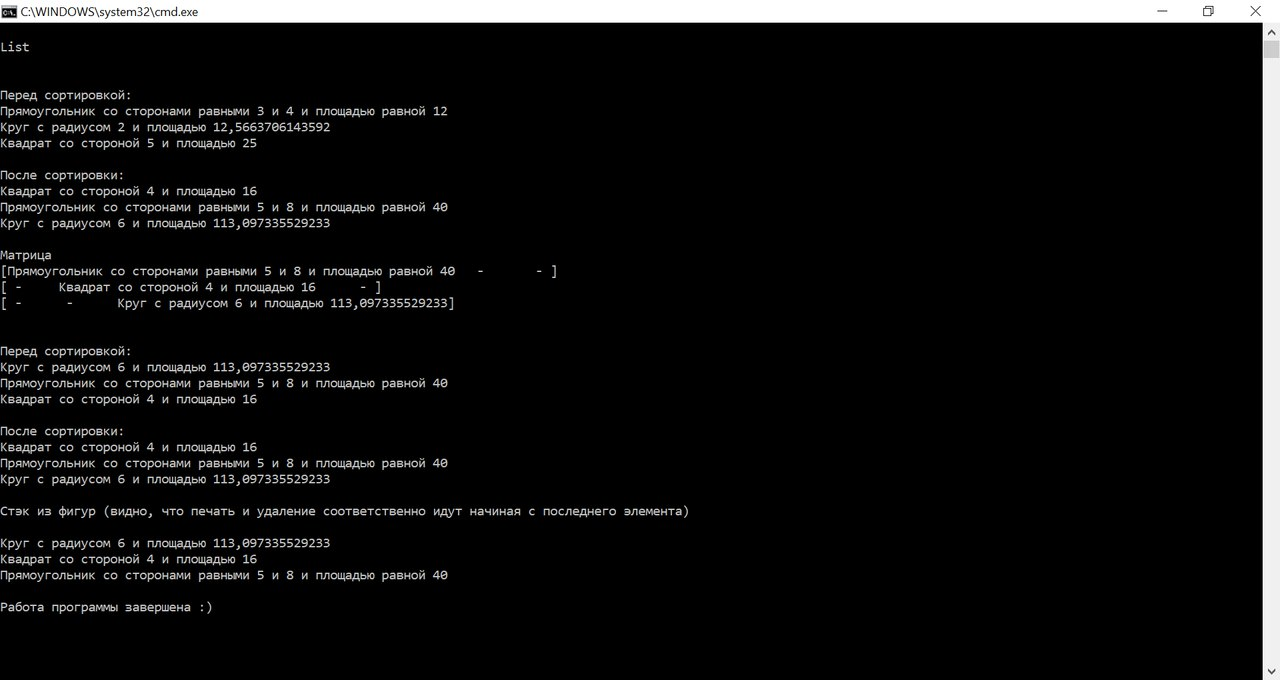 C:\WINDOWS\system32\cmd.exe
List
Перед сортировкой:
Прямоугольник со сторонами равными 3 и 4 и площадью равной 12
Круг с радиусом 2 и площадью 12,5663706143592
Квадрат со стороной 5 и площадью 25
После сортировки:
Квадрат со стороной 4 и площадью 16
Прямоугольник со сторонами равными 5 и 8 и площадью равной 40
Круг с радиусом 6 и площадью 113,097335529233
Матрица
[Прямоугольник со сторонами равными 5 и 8 и площадью равной 40   -       - ]
[ -     Квадрат со стороной 4 и площадью 16      - ]
[ -      -      Круг с радиусом 6 и площадью 113,097335529233]
Перед сортировкой:
Круг с радиусом 6 и площадью 113,097335529233
Прямоугольник со сторонами равными 5 и 8 и площадью равной 40
Квадрат со стороной 4 и площадью 16
После сортировки:
Квадрат со стороной 4 и площадью 16
Прямоугольник со сторонами равными 5 и 8 и площадью равной 40
Круг с радиусом 6 и площадью 113,097335529233
Стэк из фигур (видно, что печать и удаление соответственно идут начиная с последнего элемента)
Круг с радиусом 6 и площадью 113,097335529233
Квадрат со стороной 4 и площадью 16
Прямоугольник со сторонами равными 5 и 8 и площадью равной 40
Работа программы завершена :)